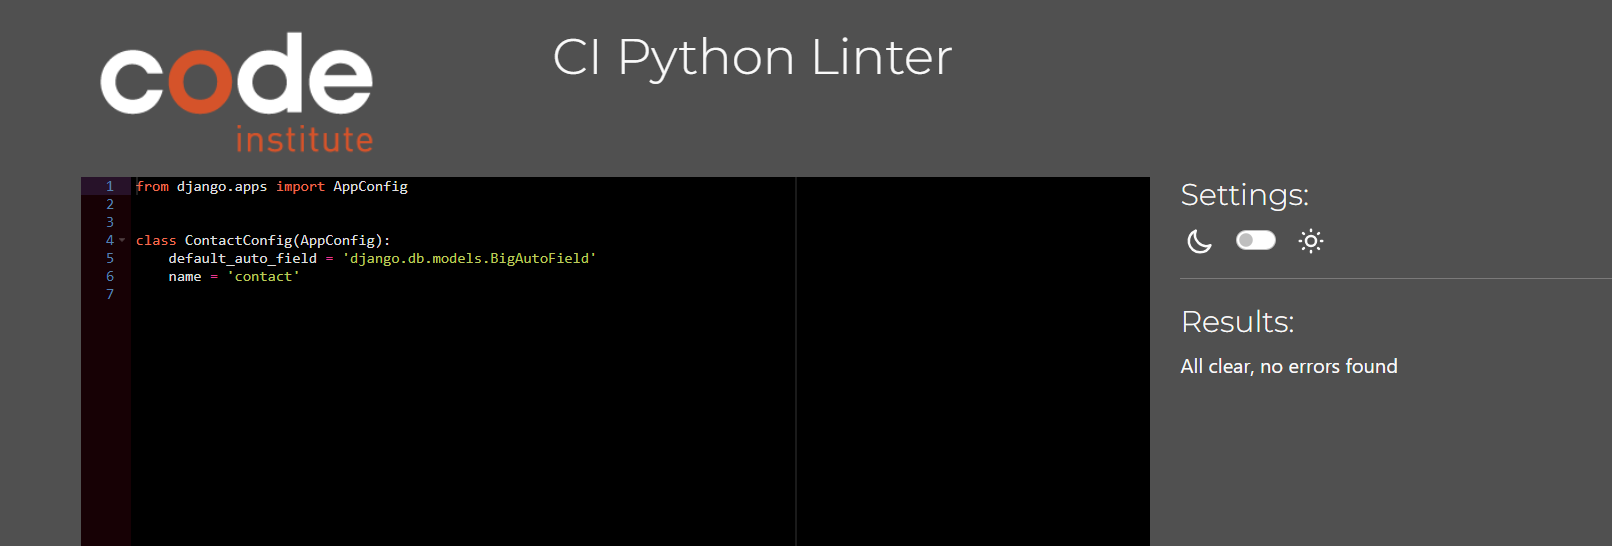 code
institute
CI Python Linter
1 from django.apps import AppConfig
2
3
4 class ContactConfig(AppConfig):
5     default_auto_field = 'django.db.models.BigAutoField'
6     name = 'contact'
7
Settings:
Results:
All clear, no errors found